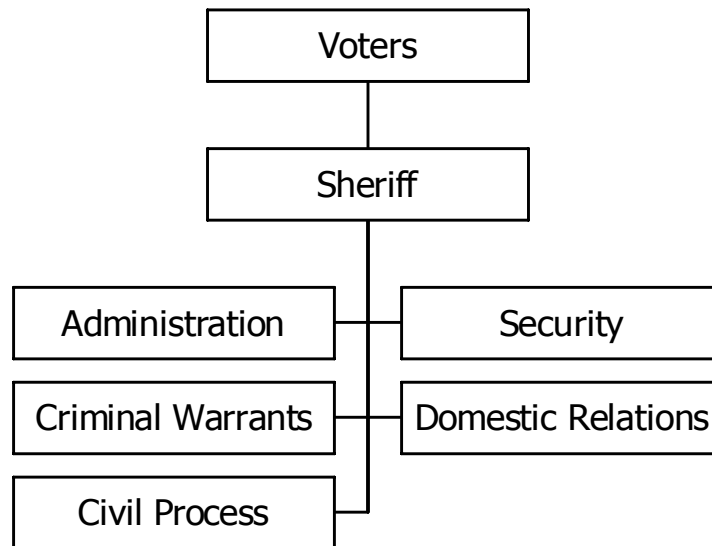 Voters
Sheriff
Administration
Security
Criminal Warrants
Domestic Relations
Civil Process